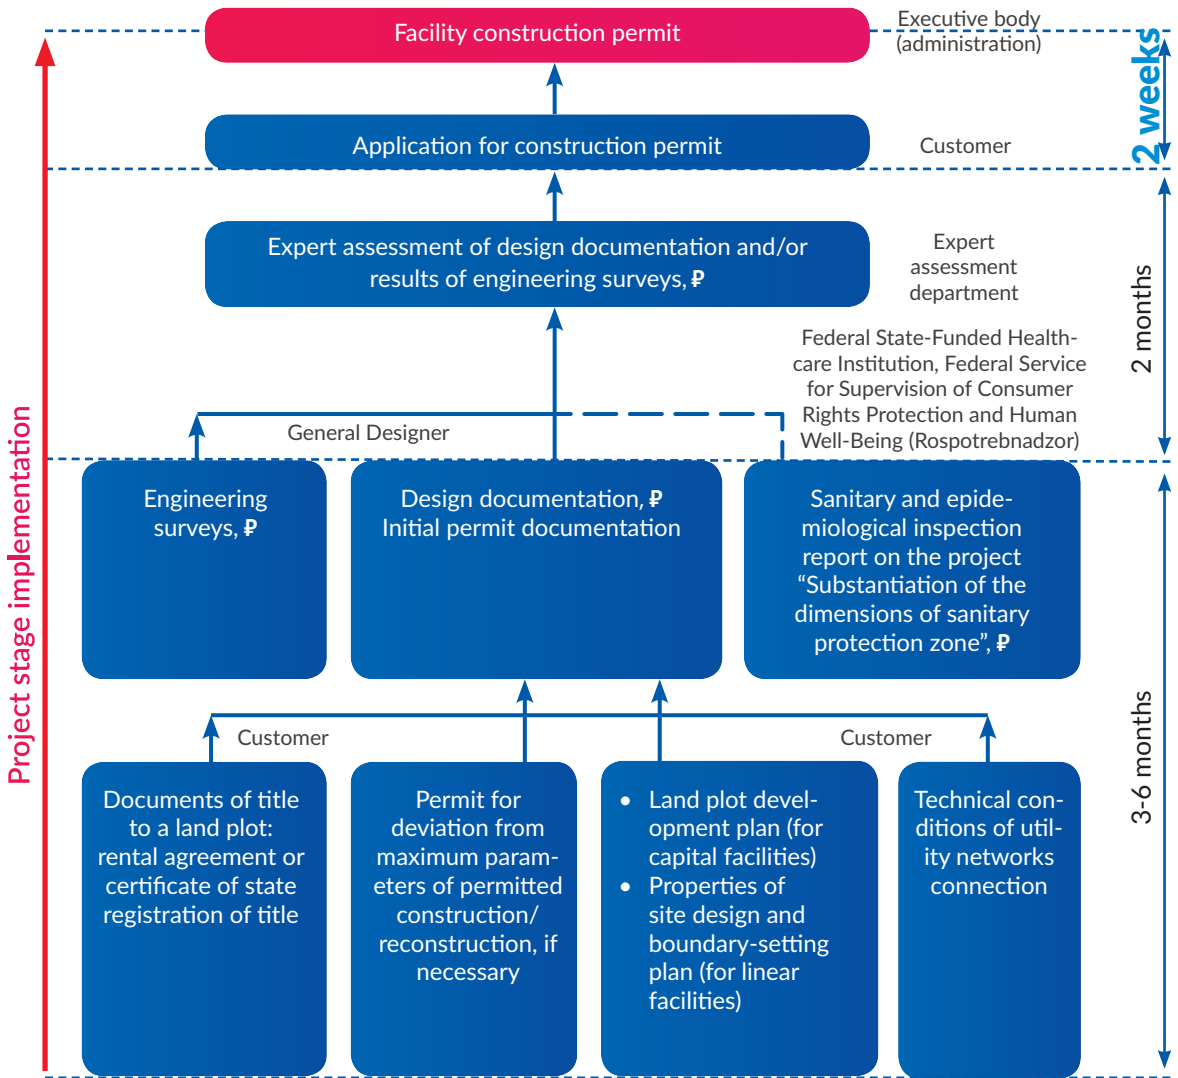 Facility construction permit
Executive body
(administration)
2 weeks
Application for construction permit
Customer
Expert assessment of design documentation and/or
results of engineering surveys, ₽
Expert
assessment
department
2 months
Federal State-Funded Health-
care Institution, Federal Service
for Supervision of Consumer
Rights Protection and Human
Well-Being (Rospotrebnadzor)
General Designer
Project stage implementation
Engineering
surveys, ₽
Design documentation, ₽
Initial permit documentation
Sanitary and epide-
miological inspection
report on the project
“Substantiation of the
dimensions of sanitary
protection zone”, ₽
3-6 months
Customer
Customer
Documents of title
to a land plot:
rental agreement or
certificate of state
registration of title
Permit for
deviation from
maximum param-
eters of permitted
construction/
reconstruction, if
necessary
• Land plot devel-
opment plan (for
capital facilities)
• Properties of
site design and
boundary-setting
plan (for linear
facilities)
Technical con-
ditions of util-
ity networks
connection